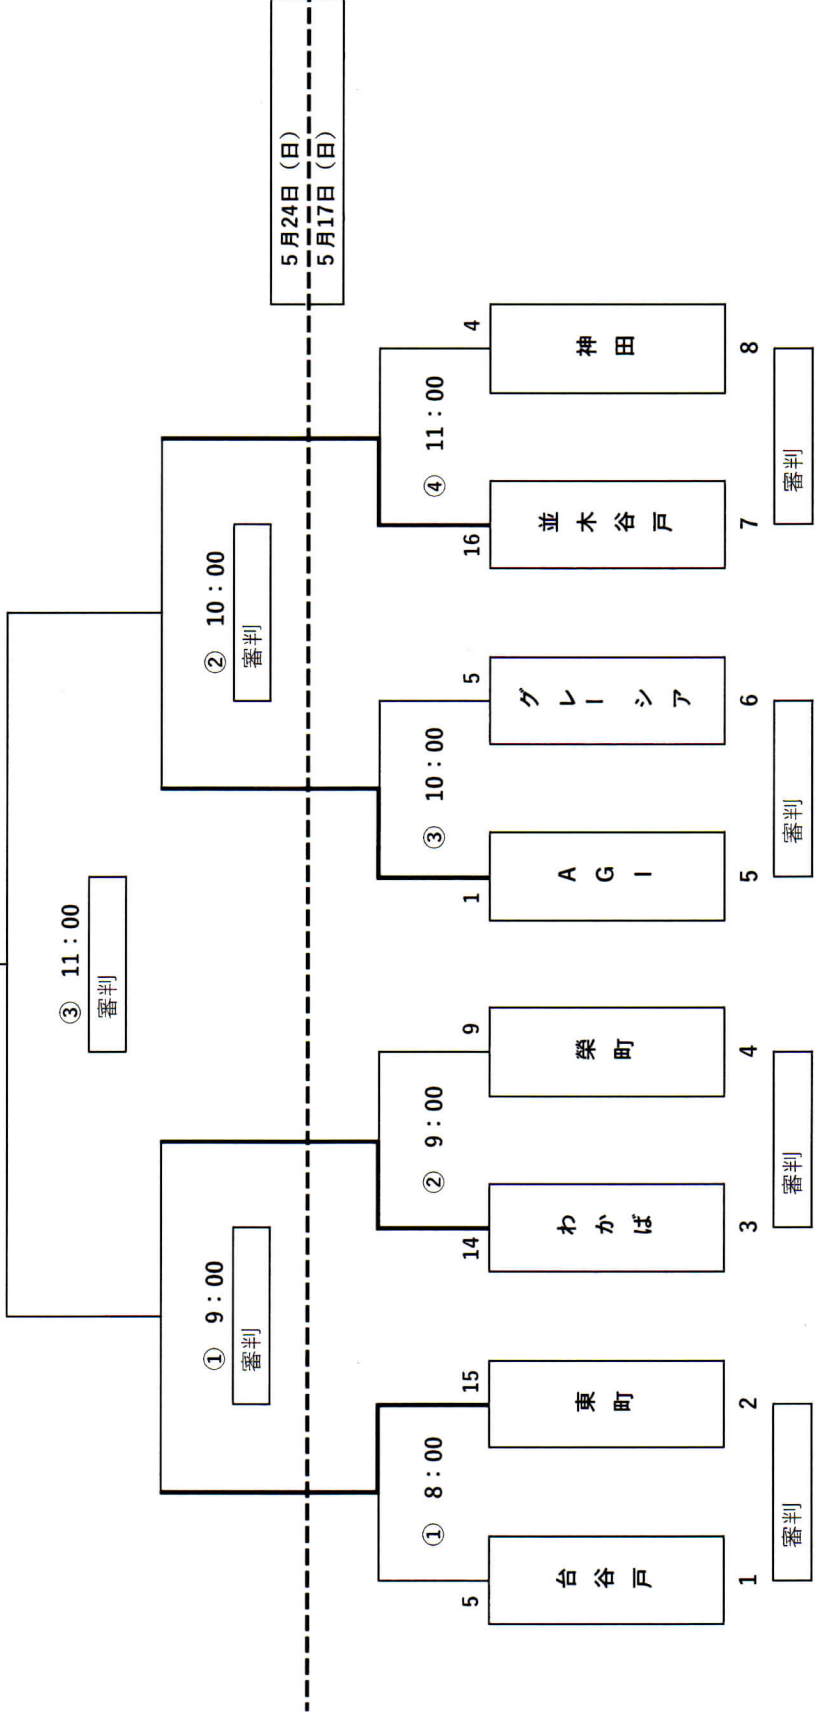 ③ 11：00
審判
① 9：00
審判
② 10：00
審判
5月24日（日）
5月17日（日）
① 8：00
② 9：00
③ 10：00
④ 11：00
5
15
14
9
1
5
16
4
台谷戸
東町
わかば
榮町
AGI
グレーシア
並木谷戸
神田
1
2
3
4
5
6
7
8
審判
審判
審判
審判